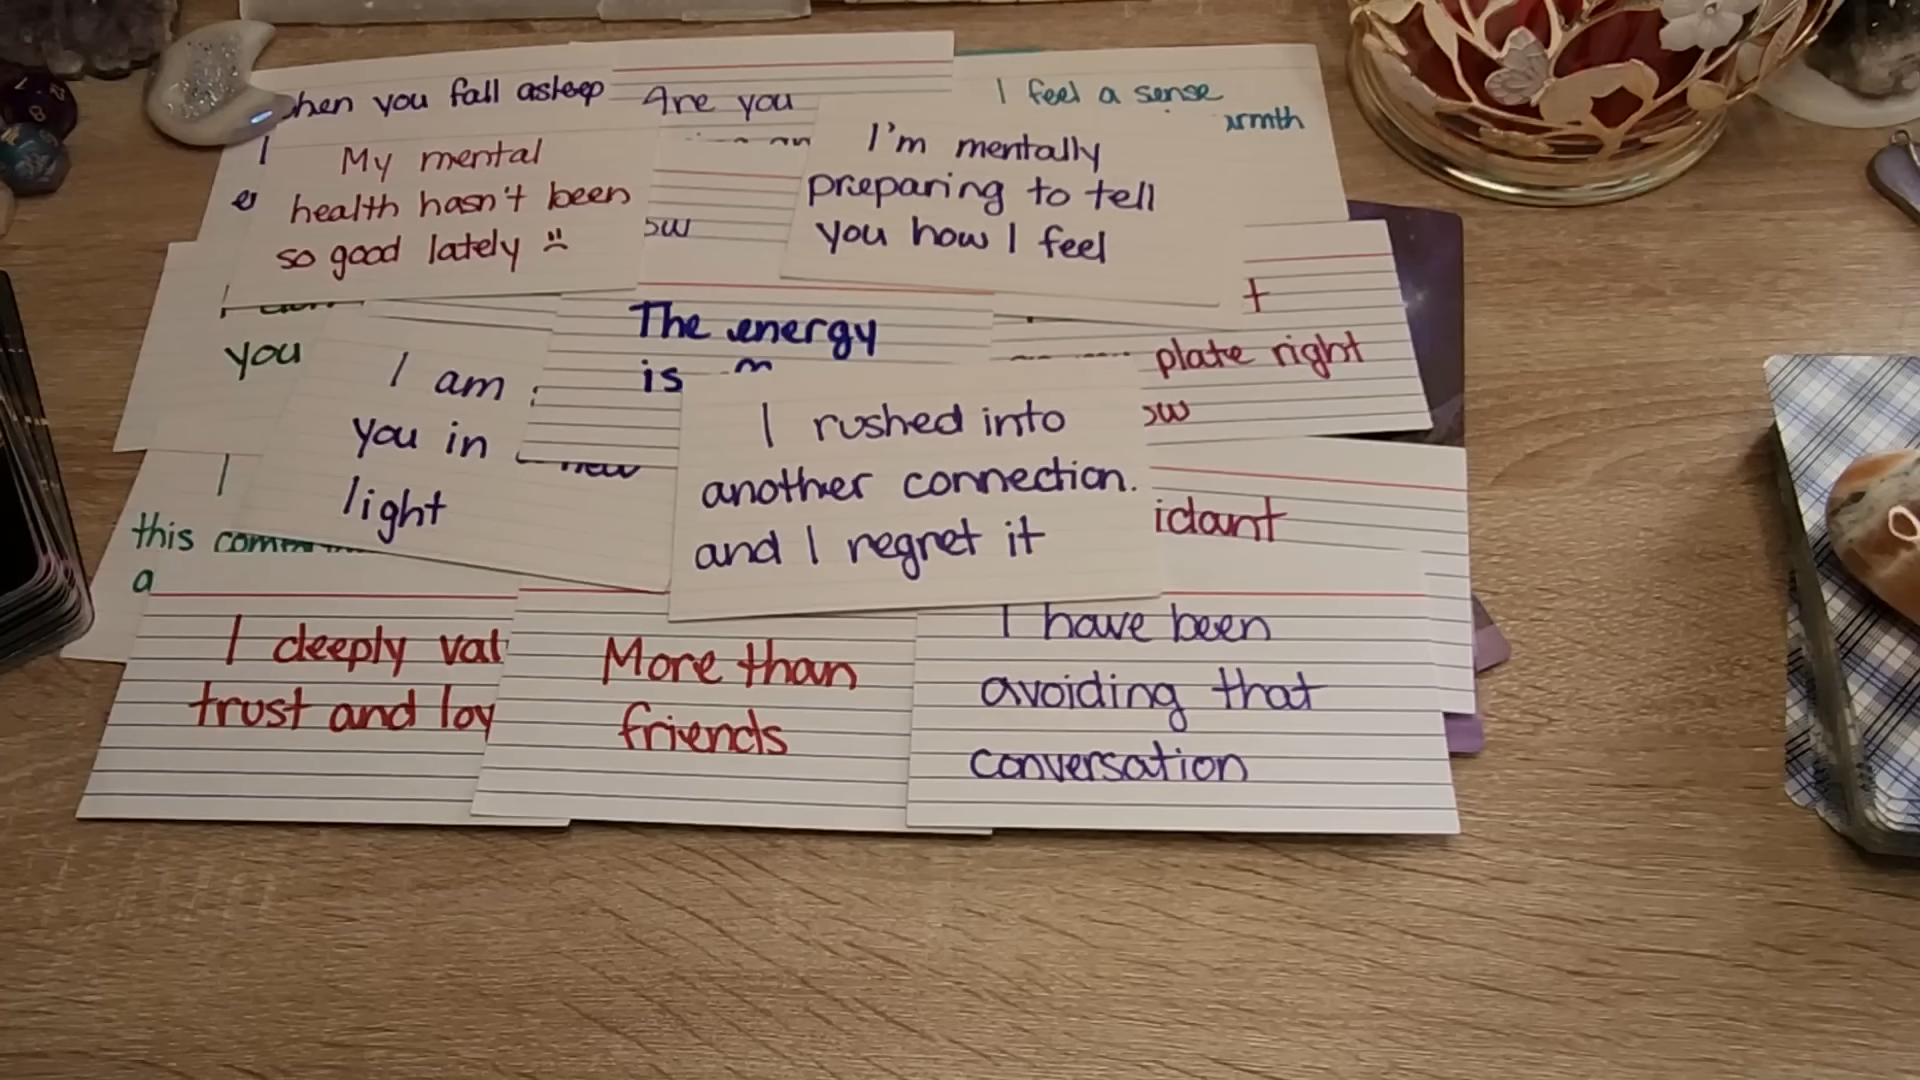 hen you fall asleep
I
My mental
health hasn't been
so good lately
Are you
I feel a sense
I'm mentally
preparing to tell
you how I feel
you
I am
you in
new
light
The energy
is
plate right
I rushed into
another connection.
and I regret it
idant
I
this
a
I deeply val
trust and loy
More than
friends
I have been
avoiding that
conversation